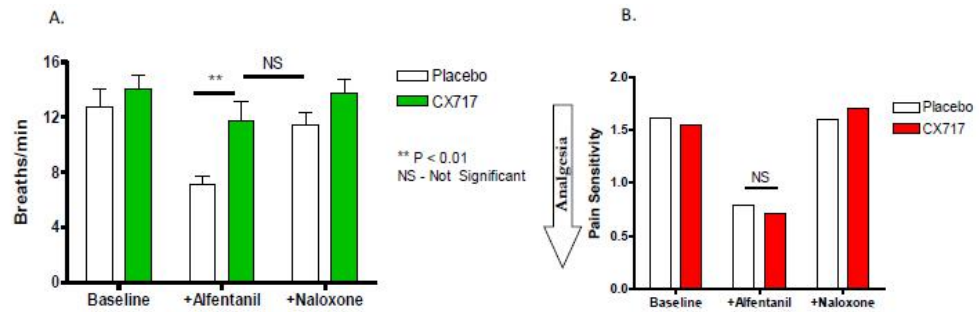 A.
B.
16
12
8
4
0
Breaths/min
**
NS
Baseline
+Alfentanil
+Naloxone
Placebo
CX717
** P < 0.01
NS - Not Significant
Analgesia
Pain Sensitivity
2.0
1.5
1.0
0.5
0.0
NS
Baseline
+Alfentanil
+Naloxone
Placebo
CX717